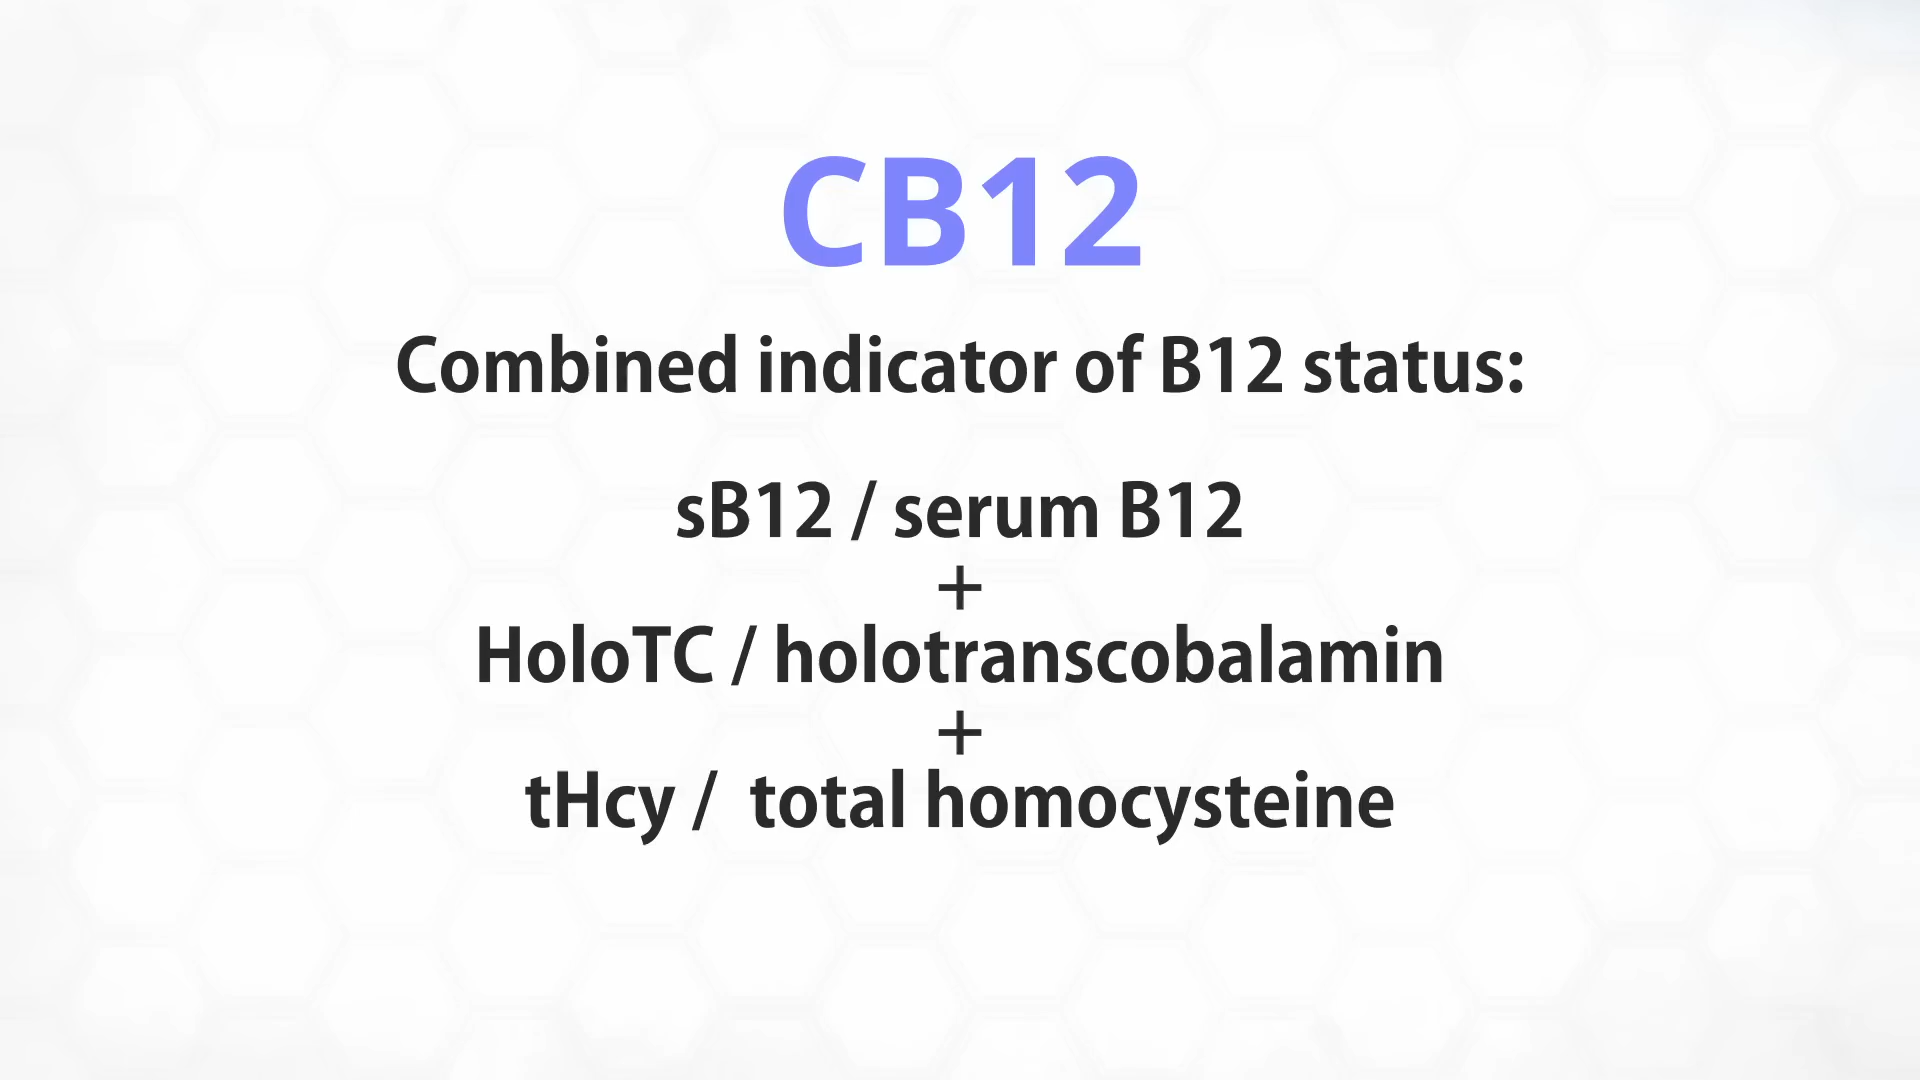 CB12
Combined indicator of B12 status:
sB12 / serum B12
+
HoloTC / holotranscobalamin
+
tHcy /  total homocysteine